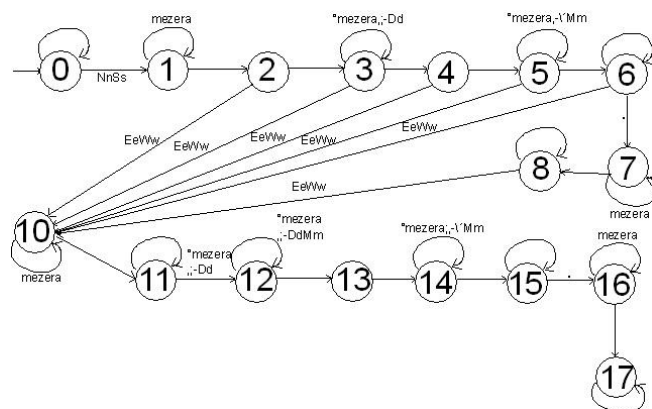 mezera
mezera
"mezera,;-Dd
"mezera,-\´Mm
0
NnSs
1
2
3
4
5
6
.
EeWw
EeWw
EeWw
EeWw
EeWw
EeWw
8
7
mezera
10
mezera
"mezera
,;-Dd
"mezera
,;-DdMm
"mezera,;,-\´Mm
mezera
11
12
13
14
15
.
16
17